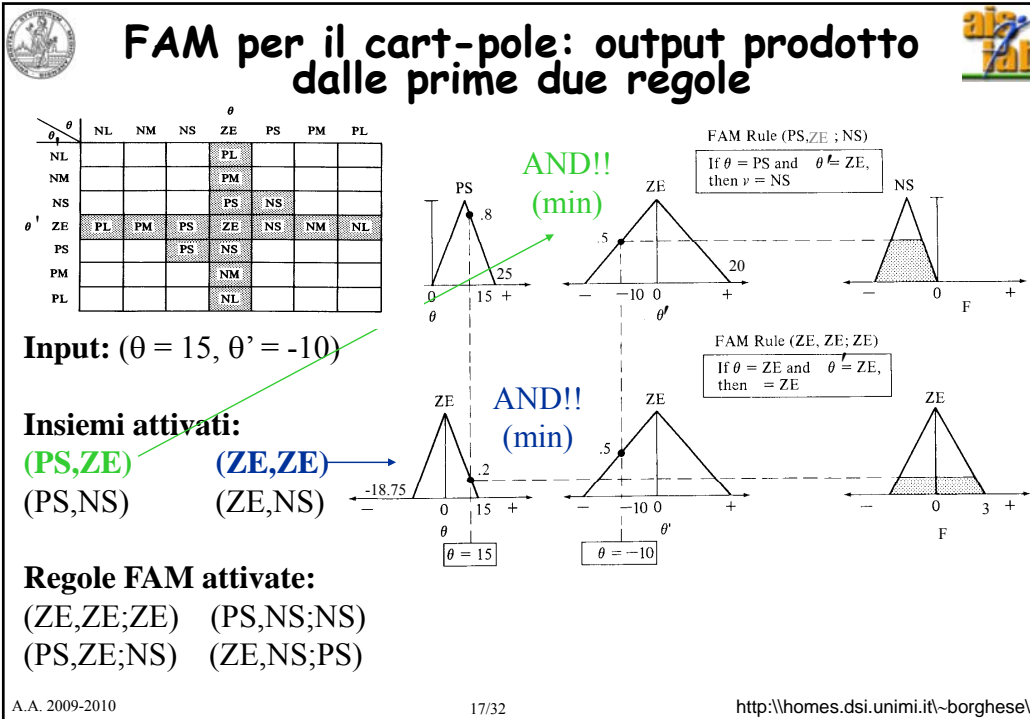 FAM per il cart-pole: output prodotto
dalle prime due regole
θ
θ, θ NL NM NS ZE PS PM PL
NL PL
NM PM
NS PS NS
θ' ZE PL PM PS ZE NS NM NL
PS PS NS
PM NM
PL NL
AND!!
(min)
FAM Rule (PS,ZE ; NS)
If θ = PS and θ' = ZE,
then ν = NS
PS
.8
25
0 15 +
θ
ZE
.5
20
− −10 0 +
θ'
NS
− 0 +
F
Input: (θ = 15, θ’ = -10)
Insiemi attivati:
(PS,ZE) (ZE,ZE)
(PS,NS) (ZE,NS)
AND!!
(min)
FAM Rule (ZE, ZE; ZE)
If θ = ZE and θ' = ZE,
then = ZE
ZE
.2
-18.75
− 0 15 +
θ
θ = 15
ZE
.5
− −10 0 +
θ'
θ = −10
ZE
− 0 3 +
F
Regole FAM attivate:
(ZE,ZE;ZE) (PS,NS;NS)
(PS,ZE;NS) (ZE,NS;PS)
A.A. 2009-2010
17/32
http:\\homes.dsi.unimi.it\~borghese\